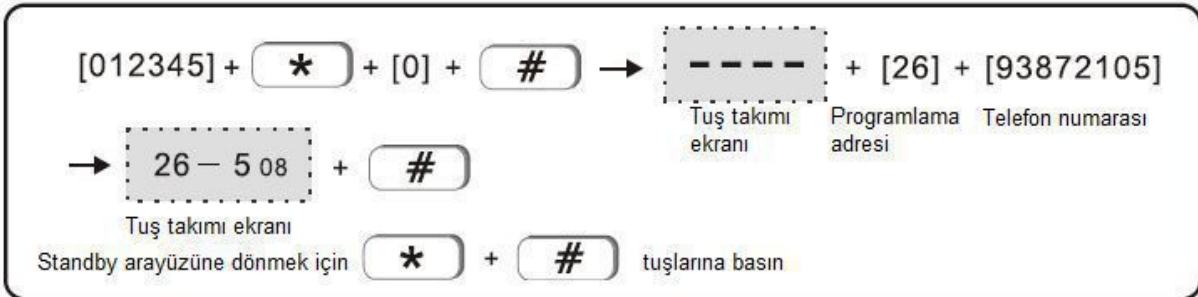 [012345] + * + [0] + # → ---- + [26] + [93872105]
Tuş takımı ekranı Programlama adresi Telefon numarası
→ 26 — 5 08 + #
Tuş takımı ekranı
Standby arayüzüne dönmek için * + # tuşlarına basın